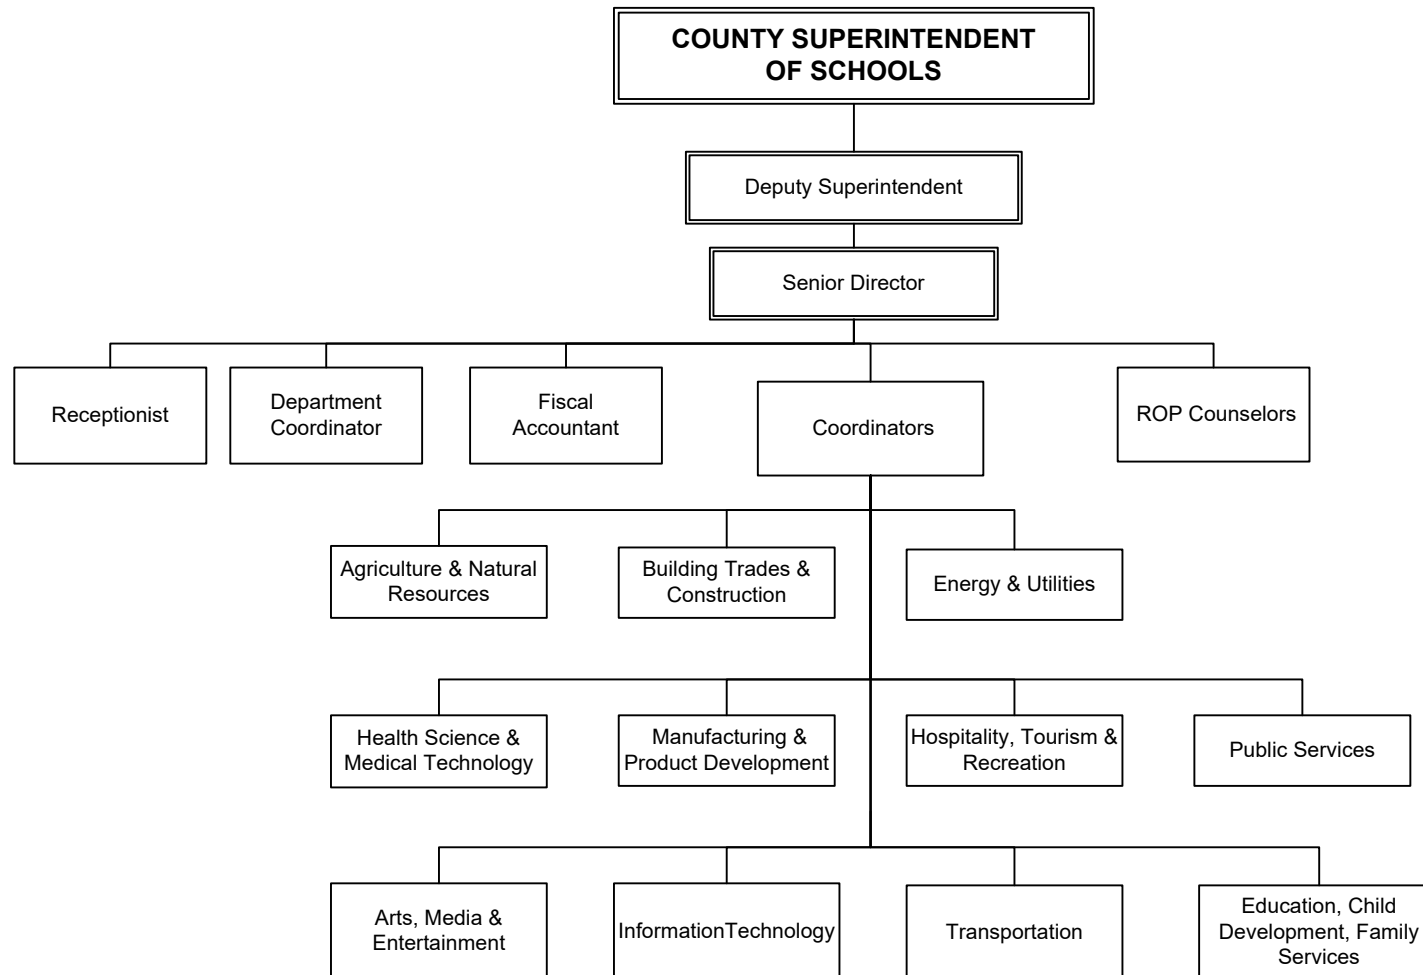 COUNTY SUPERINTENDENT
OF SCHOOLS
Deputy Superintendent
Senior Director
Receptionist
Department
Coordinator
Fiscal
Accountant
Coordinators
ROP Counselors
Agriculture & Natural
Resources
Building Trades &
Construction
Energy & Utilities
Health Science &
Medical Technology
Manufacturing &
Product Development
Hospitality, Tourism &
Recreation
Public Services
Arts, Media &
Entertainment
InformationTechnology
Transportation
Education, Child
Development, Family
Services